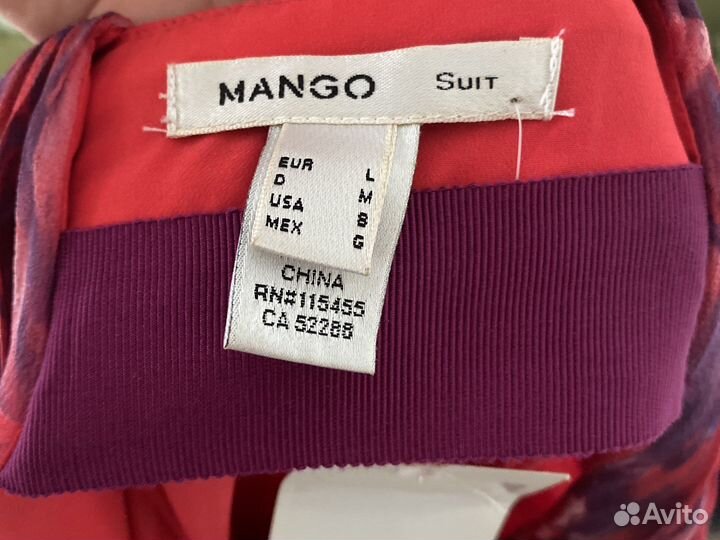 MANGO SUIT
EUR L
D M
USA 8
MEX G
CHINA
RN#115455
CA 52288
Avito